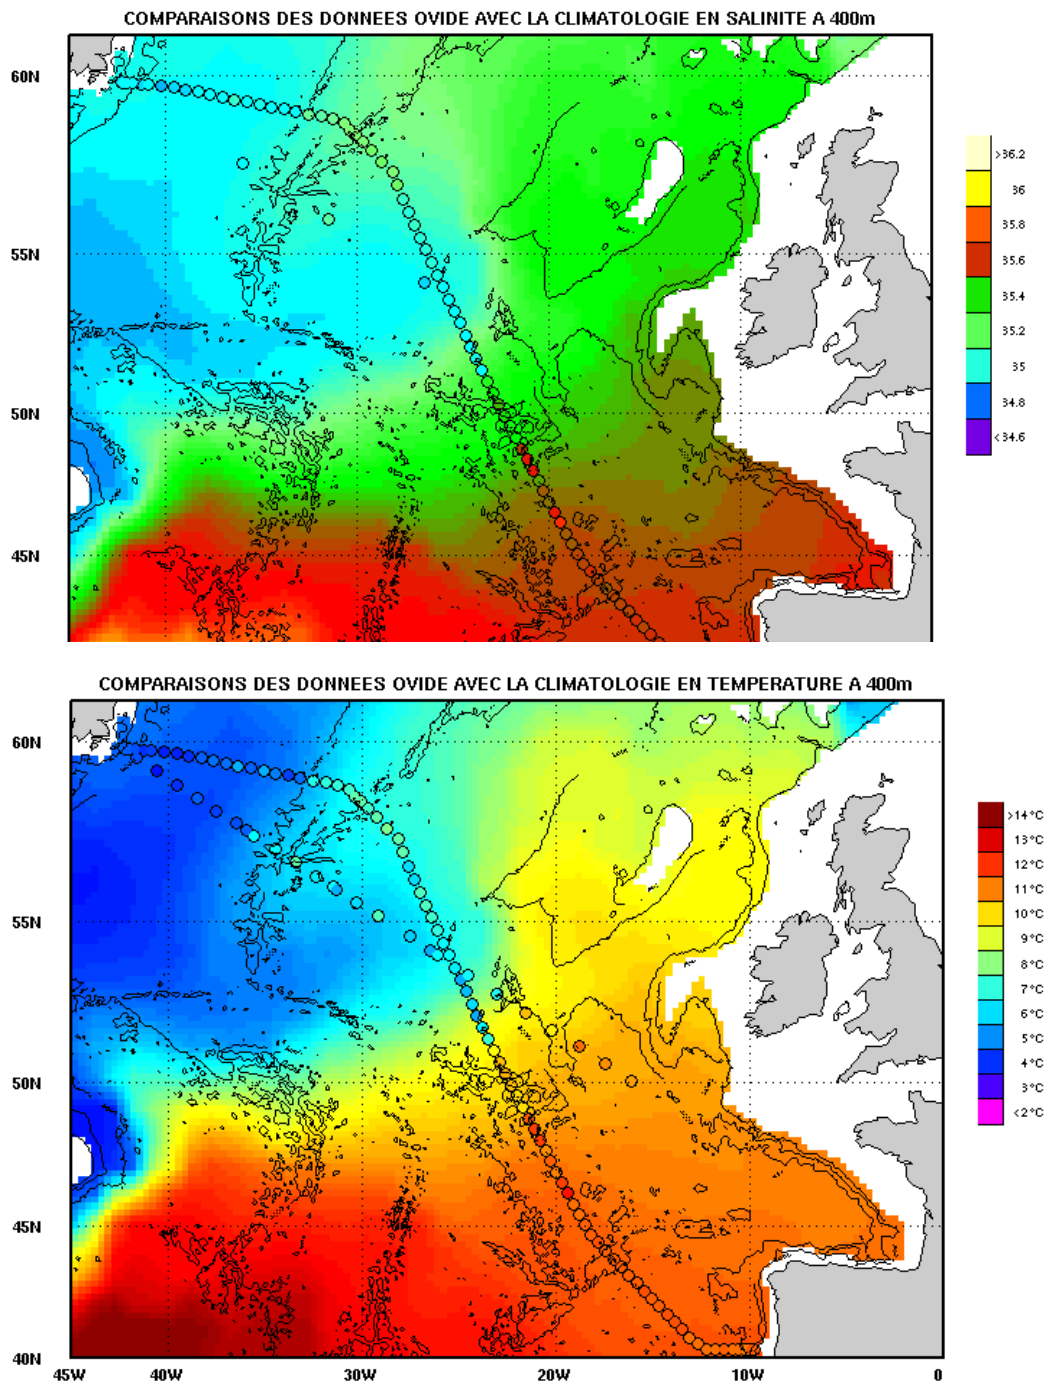 COMPARAISONS DES DONNEES OVIDE AVEC LA CLIMATOLOGIE EN SALINITE A 400m
60N
55N
50N
45N
>36.2
36
35.8
35.6
35.4
35.2
35
34.8
<34.6
COMPARAISONS DES DONNEES OVIDE AVEC LA CLIMATOLOGIE EN TEMPERATURE A 400m
60N
55N
50N
45N
40N
45W
40W
30W
20W
10W
0
>14°C
13°C
12°C
11°C
10°C
9°C
8°C
7°C
6°C
5°C
4°C
3°C
<2°C